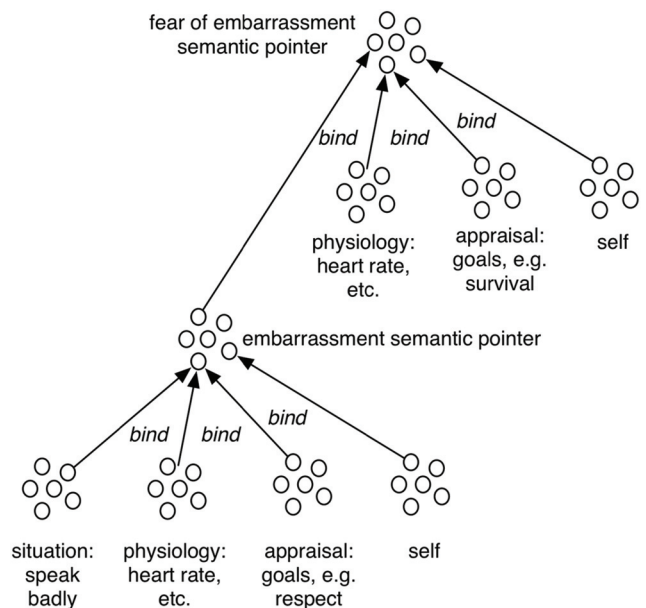 fear of embarrassment
semantic pointer
bind
bind
bind
physiology:
heart rate,
etc.
appraisal:
goals, e.g.
survival
self
embarrassment semantic pointer
bind
bind
bind
situation:
speak
badly
physiology:
heart rate,
etc.
appraisal:
goals, e.g.
respect
self